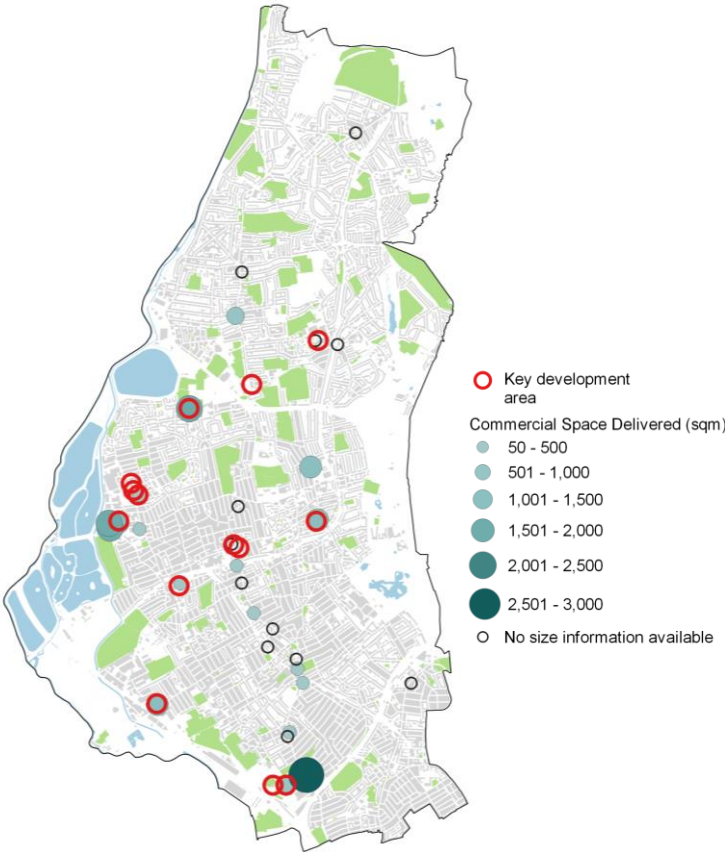 Key development
area
Commercial Space Delivered (sqm)
50 - 500
501 - 1,000
1,001 - 1,500
1,501 - 2,000
2,001 - 2,500
2,501 - 3,000
No size information available